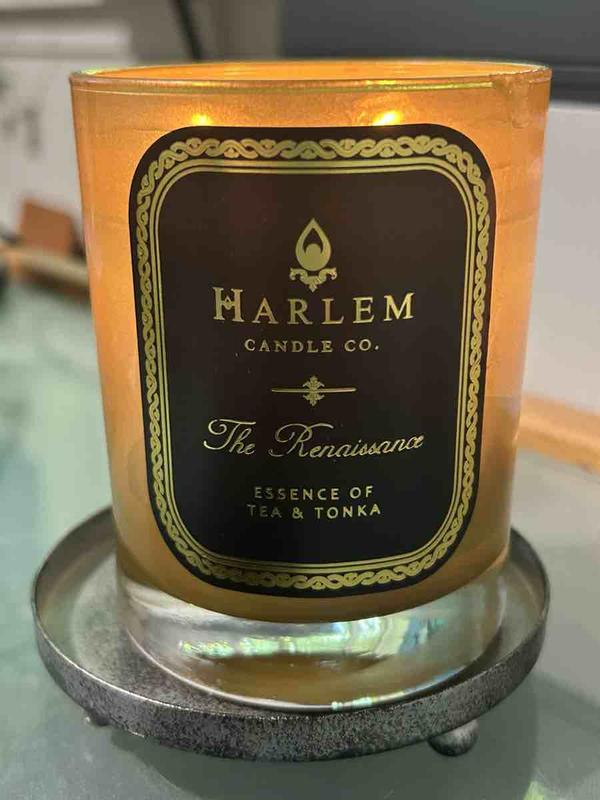 HARLEM
CANDLE CO.
The Renaissance
ESSENCE OF
TEA & TONKA